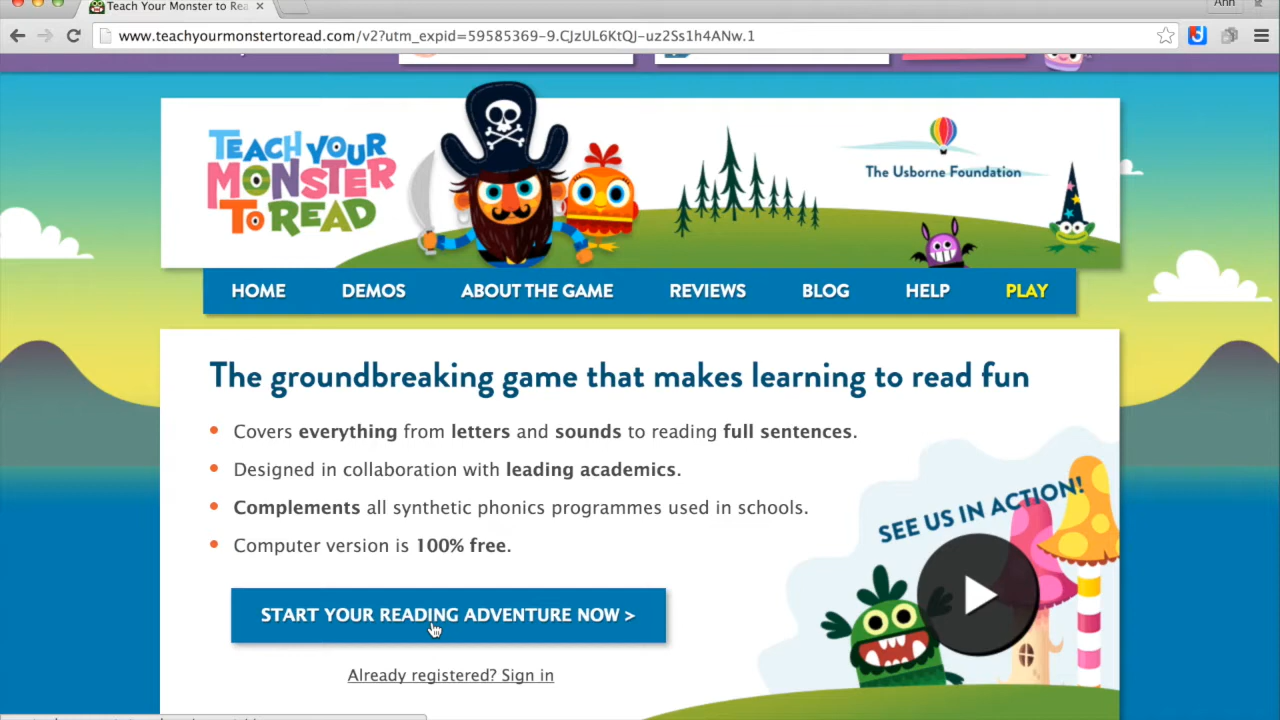 Teach Your Monster to Rea
Ann
www.teachyourmonstertoread.com/v2?utm_expid=59585369-9.CJzUL6KtQJ-uz2Ss1h4ANw.1
TEACH YOUR
MONSTER
TO READ
The Usborne Foundation
HOME
DEMOS
ABOUT THE GAME
REVIEWS
BLOG
HELP
PLAY
The groundbreaking game that makes learning to read fun
• Covers everything from letters and sounds to reading full sentences.
• Designed in collaboration with leading academics.
• Complements all synthetic phonics programmes used in schools.
• Computer version is 100% free.
SEE US IN ACTION!
START YOUR READING ADVENTURE NOW >
Already registered? Sign in